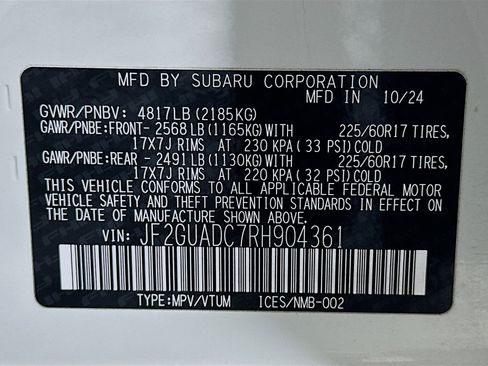 MFD BY SUBARU CORPORATION
MFD IN 10/24
GVWR/PNBV: 4817LB (2185KG)
GAWR/PNBE:FRONT- 2568 LB (1165KG)WITH 225/60R17 TIRES,
17X7J RIMS AT 230 KPA (33 PSI) COLD
GAWR/PNBE:REAR - 2491 LB (1130KG)WITH 225/60R17 TIRES,
17X7J RIMS AT 220 KPA (32 PSI) COLD
THIS VEHICLE CONFORMS TO ALL APPLICABLE FEDERAL MOTOR
VEHICLE SAFETY AND THEFT PREVENTION STANDARDS IN EFFECT
ON THE DATE OF MANUFACTURE SHOWN ABOVE.
VIN: JF2GUADC7RH904361
TYPE:MPV/VTUM ICES/NMB-002